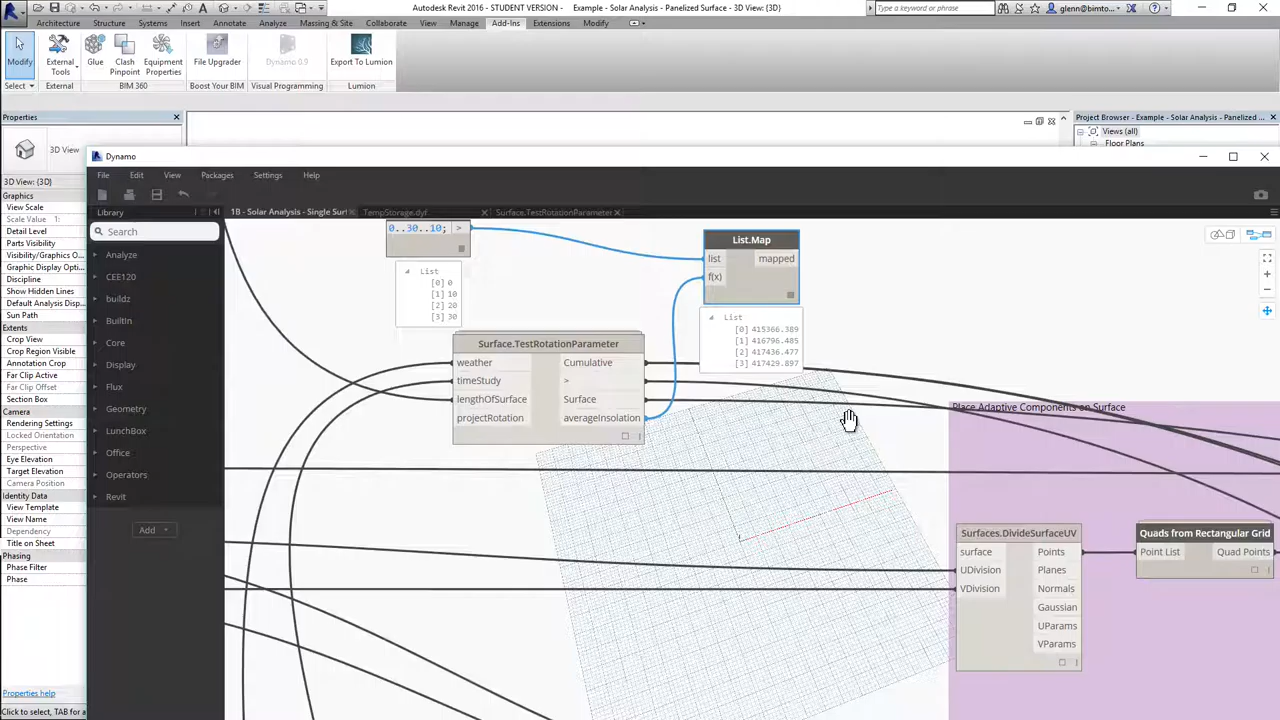 Autodesk Revit 2016 - STUDENT VERSION - Example - Solar Analysis - Panelized Surface - 3D View: {3D}
Type a keyword or phrase
glenn@bimto...
Architecture Structure Systems Insert Annotate Analyze Massing & Site Collaborate View Manage Add-Ins Extensions Modify
Modify
External
Tools
Glue
Clash
Pinpoint
Equipment
Properties
File Upgrader
Dynamo 0.9
Export To Lumion
Select
External
BIM 360
Boost Your BIM
Visual Programming
Lumion
Properties
3D View
3D View: {3D}
Graphics
View Scale
Scale Value 1:
Detail Level
Parts Visibility
Visibility/Graphics O
Graphic Display Opti
Show Hidden Lines
Default Analysis Disp
Sun Path
Extents
Crop View
Crop Region Visible
Annotation Crop
Far Clip Active
Far Clip Offset
Section Box
Camera
Rendering Settings
Locked Orientation
Perspective
Eye Elevation
Target Elevation
Camera Position
Identity Data
View Template
View Name
Dependency
Title on Sheet
Phasing
Phase Filter
Phase
Properties help
Click to select, TAB for a
Project Browser - Example - Solar Analysis - Panelized ...
Views (all)
Floor Plans
Dynamo
File Edit View Packages Settings Help
Library
Search
Analyze
CEE120
buildz
BuiltIn
Core
Display
Flux
Geometry
LunchBox
Office
Operators
Revit
Add
1B - Solar Analysis - Single Surf
TempStorage.dyf
Surface.TestRotationParameter
0..30..10; >
List
[0] 0
[1] 10
[2] 20
[3] 30
List.Map
list mapped
f(x)
List
[0] 415366.389
[1] 416796.485
[2] 417436.477
[3] 417429.897
Surface.TestRotationParameter
weather Cumulative
timeStudy >
lengthOfSurface Surface
projectRotation averageInsolation
Place Adaptive Components on Surface
Surfaces.DivideSurfaceUV
surface Points
UDivision Planes
VDivision Normals
Gaussian
UParams
VParams
Quads from Rectangular Grid
Point List Quad Points